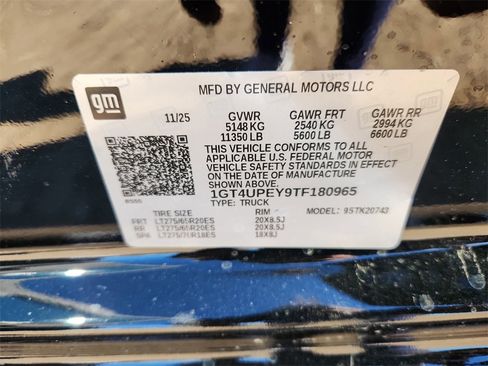 gm
MFD BY GENERAL MOTORS LLC
11/25 GVWR GAWR FRT GAWR RR
5148 KG 2540 KG 2994 KG
11350 LB 5600 LB 6600 LB
THIS VEHICLE CONFORMS TO ALL
APPLICABLE U.S. FEDERAL MOTOR
VEHICLE SAFETY STANDARDS IN EFFECT
ON THE DATE OF MANUFACTURE SHOWN ABOVE.
1GT4UPEY9TF180965
TYPE: TRUCK
TIRE SIZE RIM MODEL: 95TK20743
FRT LT275/65R20ES 20X8.5J
RR LT275/65R20ES 20X8.5J
SPA LT275/70R18ES 18X8J